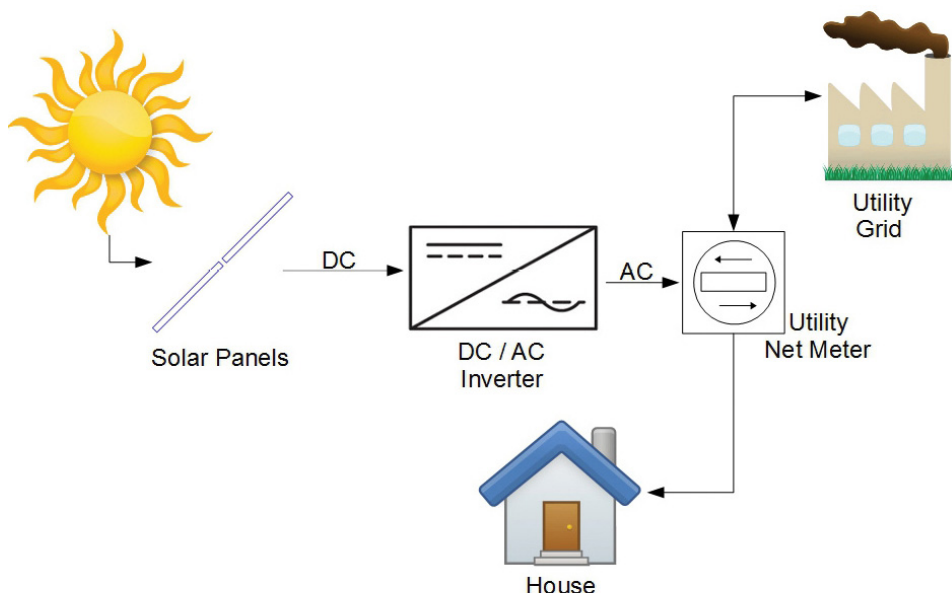 Utility
Grid
DC
AC
Solar Panels
DC / AC
Inverter
Utility
Net Meter
House